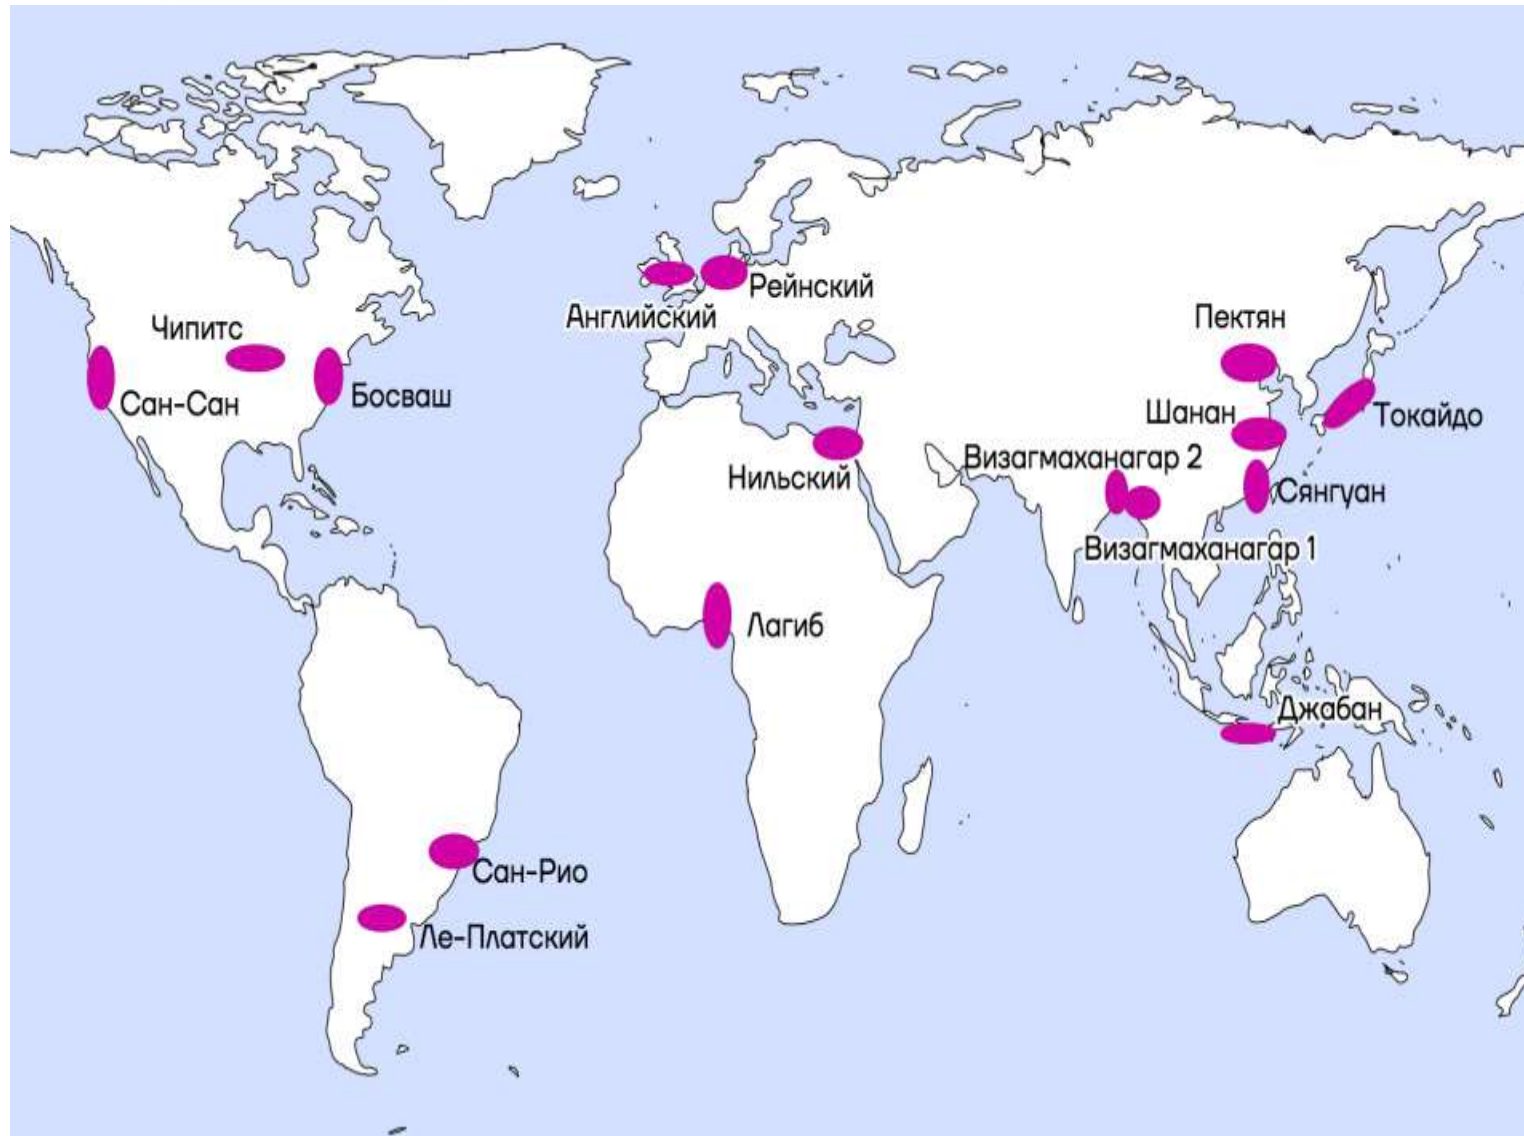 Рейнский
Английский
Пектян
Чипитс
Сан-Сан
Босваш
Шанан
Токайдо
Визагмаханагар 2
Нильский
Сянгуан
Визагмаханагар 1
Лагиб
Джабан
Сан-Рио
Ле-Платский